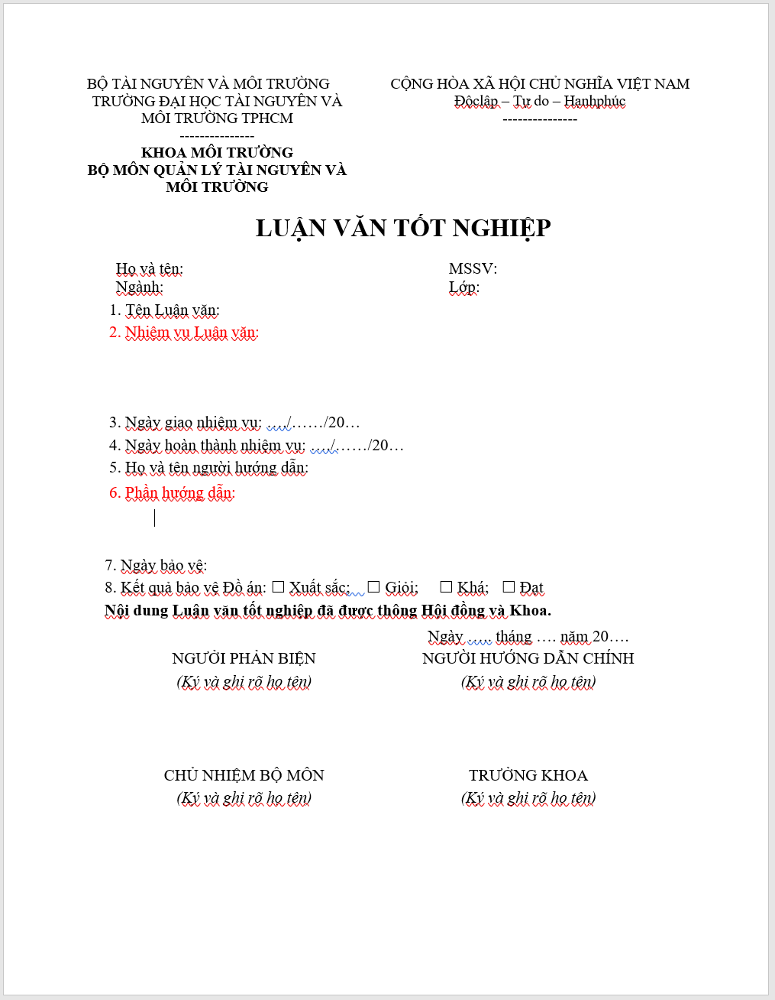 BỘ TÀI NGUYÊN VÀ MÔI TRƯỜNG
TRƯỜNG ĐẠI HỌC TÀI NGUYÊN VÀ
MÔI TRƯỜNG TPHCM
---------------
KHOA MÔI TRƯỜNG
BỘ MÔN QUẢN LÝ TÀI NGUYÊN VÀ
MÔI TRƯỜNG
CỘNG HÒA XÃ HỘI CHỦ NGHĨA VIỆT NAM
Độclập – Tự do – Hạnhphúc
---------------
LUẬN VĂN TỐT NGHIỆP
Họ và tên: MSSV:
Ngành: Lớp:
1. Tên Luận văn:
2. Nhiệm vụ Luận văn:
3. Ngày giao nhiệm vụ: …./……/20…
4. Ngày hoàn thành nhiệm vụ: …./……/20…
5. Họ và tên người hướng dẫn:
6. Phần hướng dẫn:
7. Ngày bảo vệ:
8. Kết quả bảo vệ Đồ án: ☐ Xuất sắc; ☐ Giỏi; ☐ Khá; ☐ Đạt
Nội dung Luận văn tốt nghiệp đã được thông Hội đồng và Khoa.
Ngày ….. tháng …. năm 20….
NGƯỞI PHẢN BIỆN NGƯỜI HƯỚNG DẪN CHÍNH
(Ký và ghi rõ họ tên) (Ký và ghi rõ họ tên)
CHỦ NHIỆM BỘ MÔN TRƯỞNG KHOA
(Ký và ghi rõ họ tên) (Ký và ghi rõ họ tên)